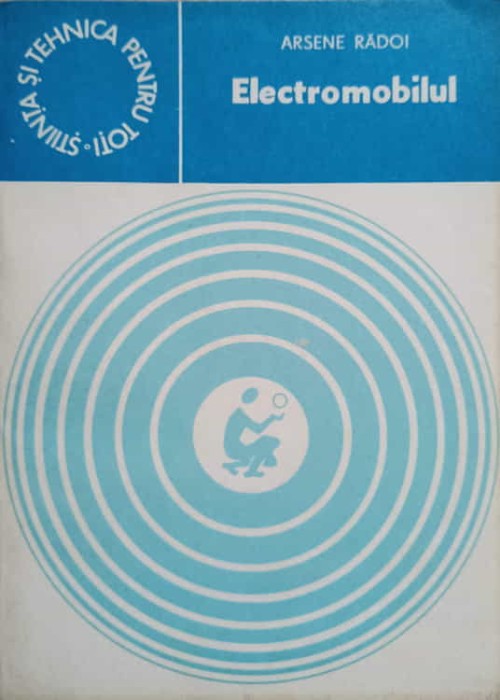 ȘTIINȚA ȘI TEHNICA PENTRU TOȚI
ARSENE RĂDOI
Electromobilul